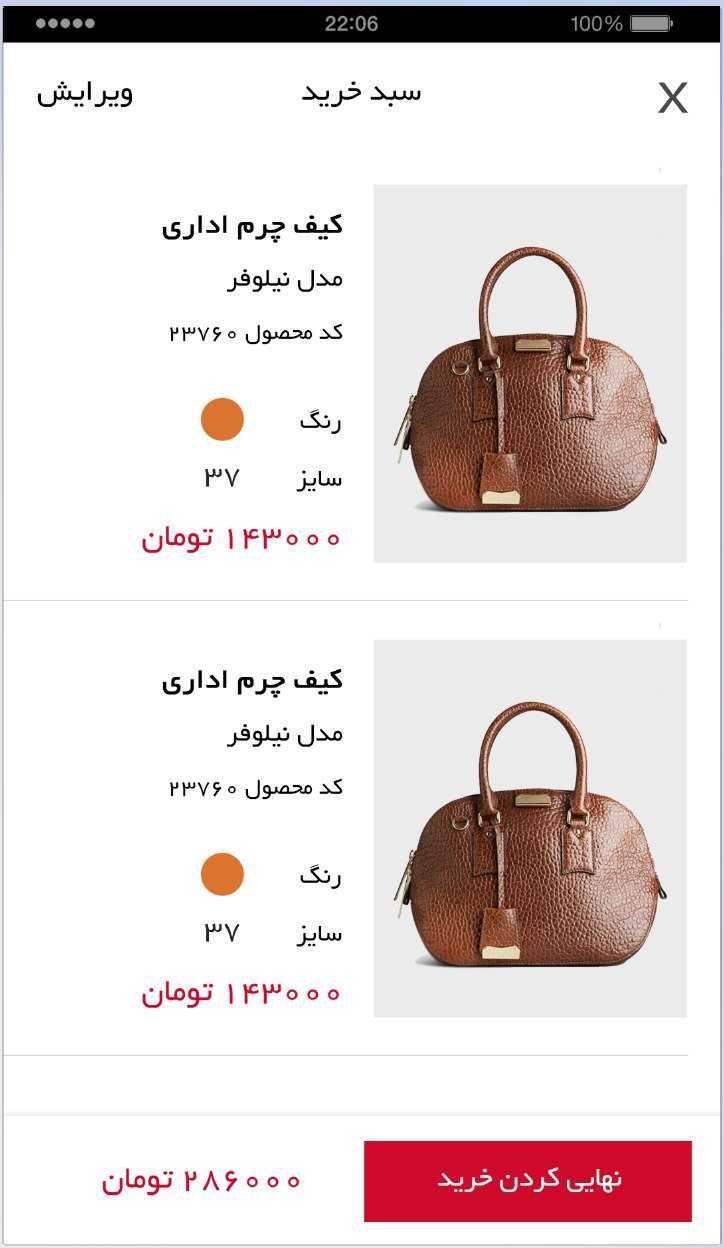 22:06
100%
X
سبد خرید
ویرایش
کیف چرم اداری
مدل نیلوفر
کد محصول ۲۳۷۶۰
رنگ
سایز ۳۷
۱۴۳۰۰۰ تومان
کیف چرم اداری
مدل نیلوفر
کد محصول ۲۳۷۶۰
رنگ
سایز ۳۷
۱۴۳۰۰۰ تومان
نهایی کردن خرید
۲۸۶۰۰۰ تومان